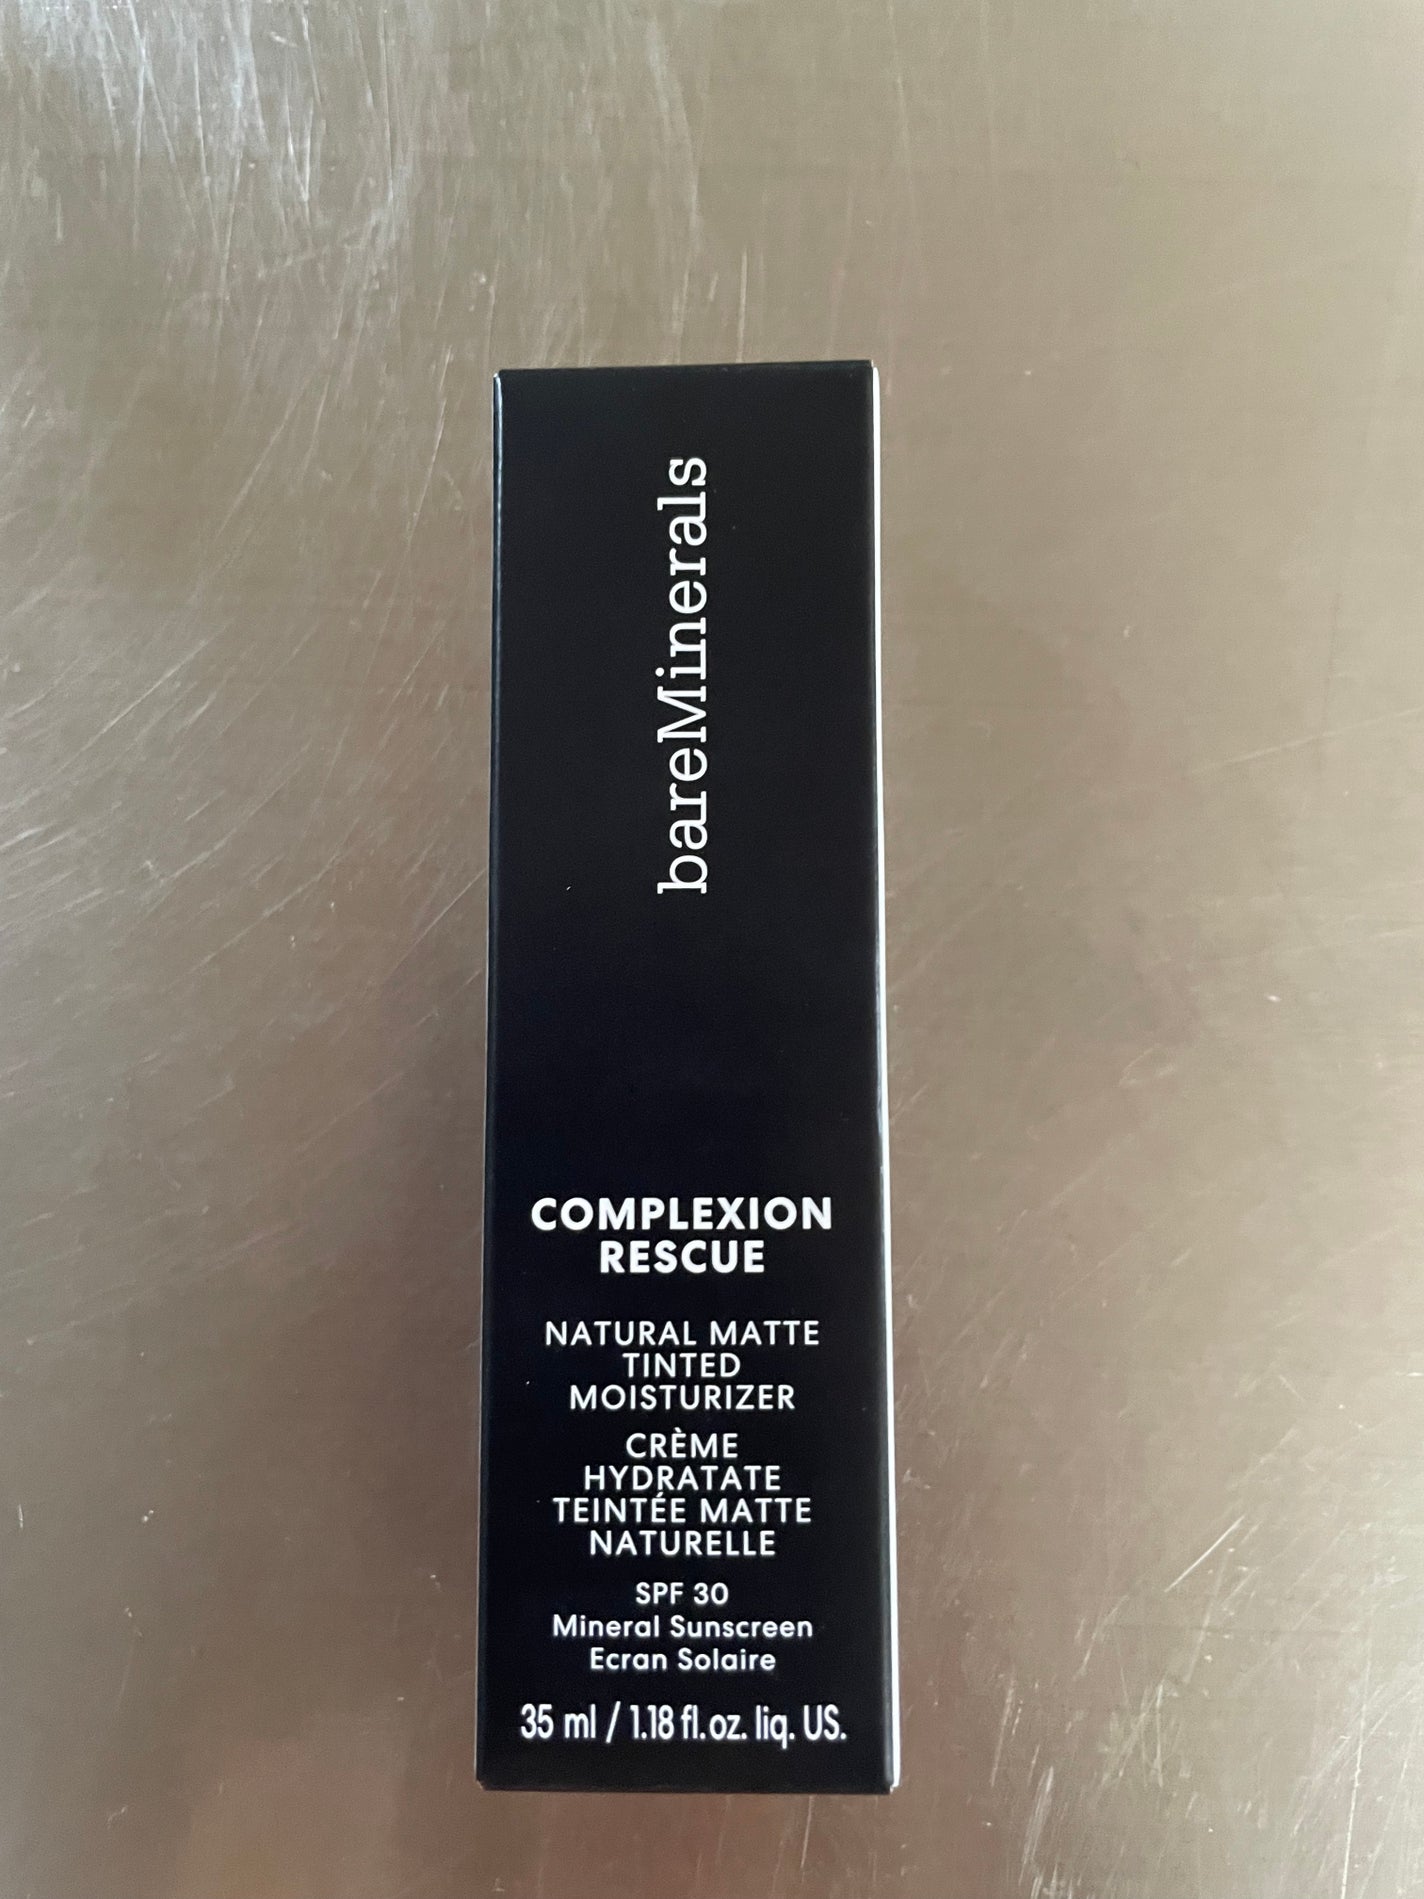 bareMinerals
COMPLEXION
RESCUE
NATURAL MATTE
TINTED
MOISTURIZER
CRÈME
HYDRATATE
TEINTÉE MATTE
NATURELLE
SPF 30
Mineral Sunscreen
Ecran Solaire
35 ml / 1.18 fl. oz. liq. US.